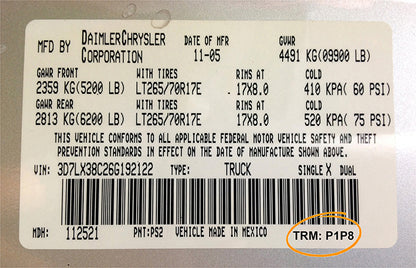 MFD BY DAIMLERCHRYSLER CORPORATION DATE OF MFR 11-05 GVWR 4491 KG(09900 LB)
GAWR FRONT WITH TIRES RIMS AT COLD
2359 KG(5200 LB) LT265/70R17E 17X8.0 410 KPA( 60 PSI)
GAWR REAR WITH TIRES RIMS AT COLD
2813 KG(6200 LB) LT265/70R17E . 17X8.0 520 KPA( 75 PSI)
THIS VEHICLE CONFORMS TO ALL APPLICABLE FEDERAL MOTOR VEHICLE SAFETY AND THEFT
PREVENTION STANDARDS IN EFFECT ON THE DATE OF MANUFACTURE SHOWN ABOVE.
VIN: 3D7LX38C26G192122 TYPE: TRUCK SINGLE X DUAL
MDH: 112521 PNT:PS2 VEHICLE MADE IN MEXICO TRM: P1P8